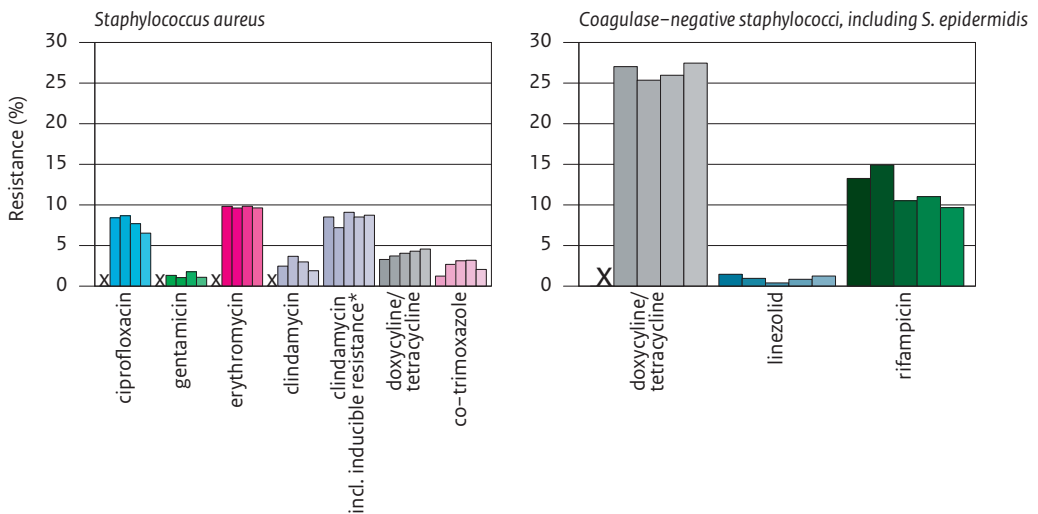 Staphylococcus aureus
Resistance (%)
30
25
20
15
10
5
0
X
X
X
X
ciprofloxacin
gentamicin
erythromycin
clindamycin
clindamycin
incl. inducible resistance*
doxycyline/
tetracycline
co-trimoxazole
Coagulase-negative staphylococci, including S. epidermidis
30
25
20
15
10
5
0
X
doxycyline/
tetracycline
linezolid
rifampicin